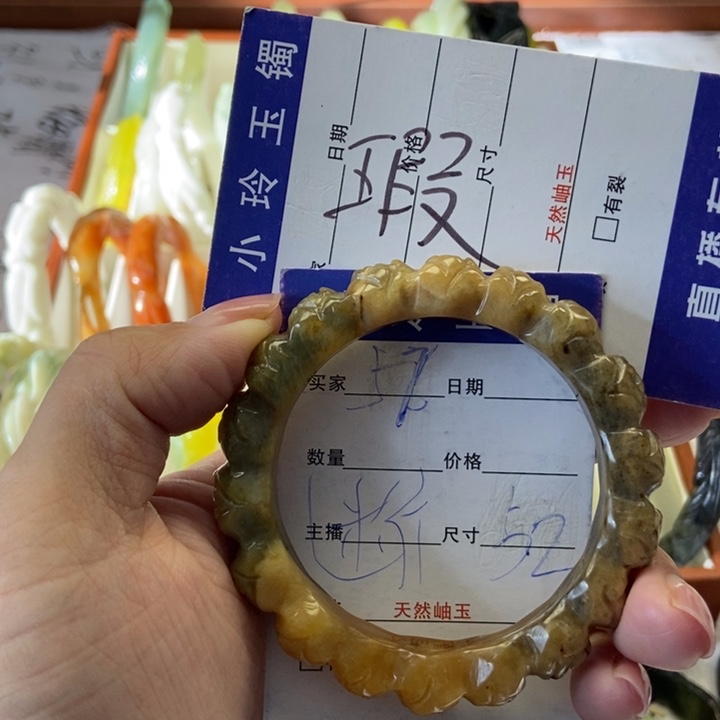 小玲玉镯
日期
价格
尺寸
瑕
天然岫玉
有裂
直播
买家 日期
数量 价格
主播 尺寸 52
天然岫玉